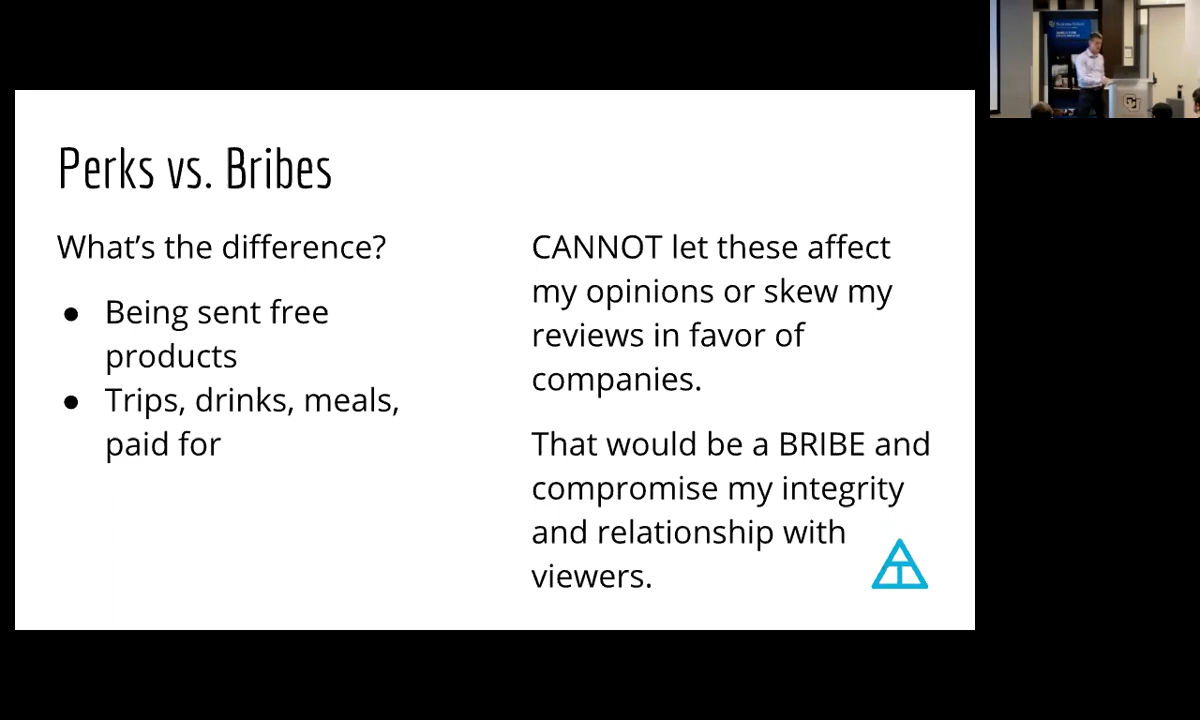 Perks vs. Bribes
What's the difference?
● Being sent free
products
● Trips, drinks, meals,
paid for
CANNOT let these affect
my opinions or skew my
reviews in favor of
companies.
That would be a BRIBE and
compromise my integrity
and relationship with
viewers.